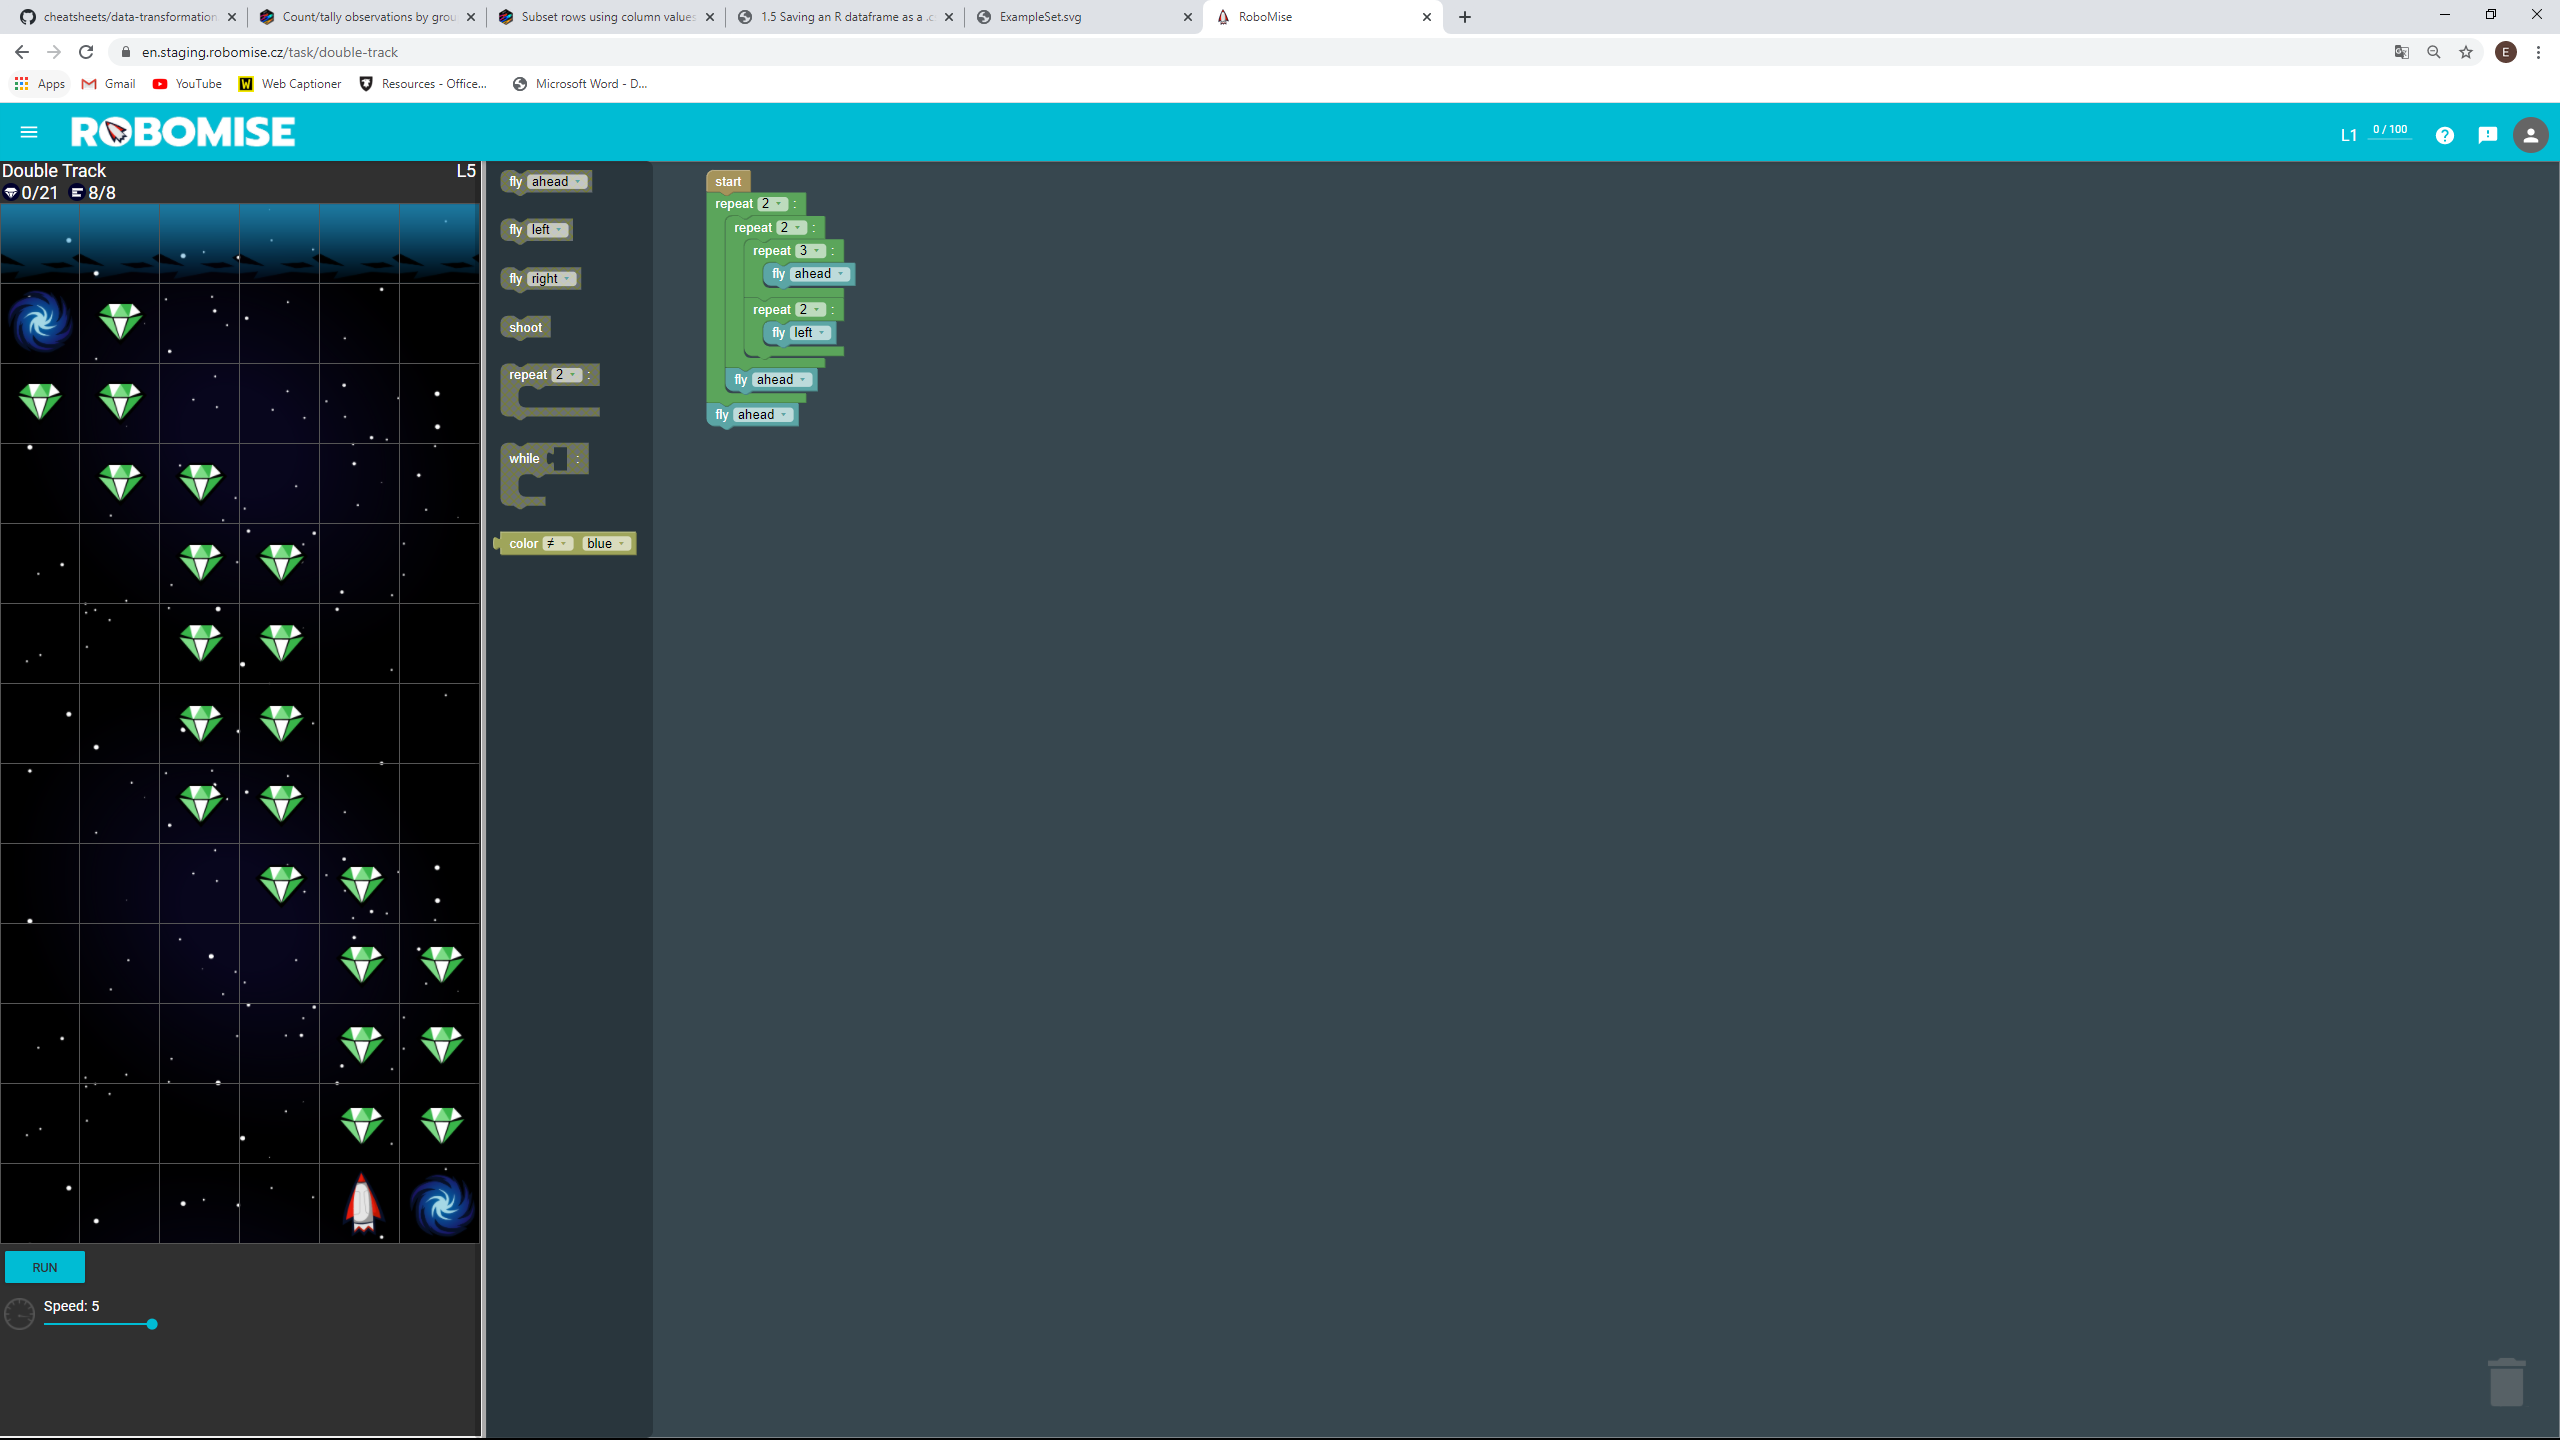 cheatsheets/data-transformation
Count/tally observations by grou
Subset rows using column values
1.5 Saving an R dataframe as a .c
ExampleSet.svg
RoboMise
en.staging.robomise.cz/task/double-track
E
Apps
Gmail
YouTube
Web Captioner
Resources - Office...
Microsoft Word - D...
ROBOMISE
L1
0 / 100
Double Track
L5
0/21
8/8
fly ahead
fly left
fly right
shoot
repeat 2 :
while :
color ≠ blue
start
repeat 2 :
repeat 2 :
repeat 3 :
fly ahead
repeat 2 :
fly left
fly ahead
fly ahead
RUN
Speed: 5